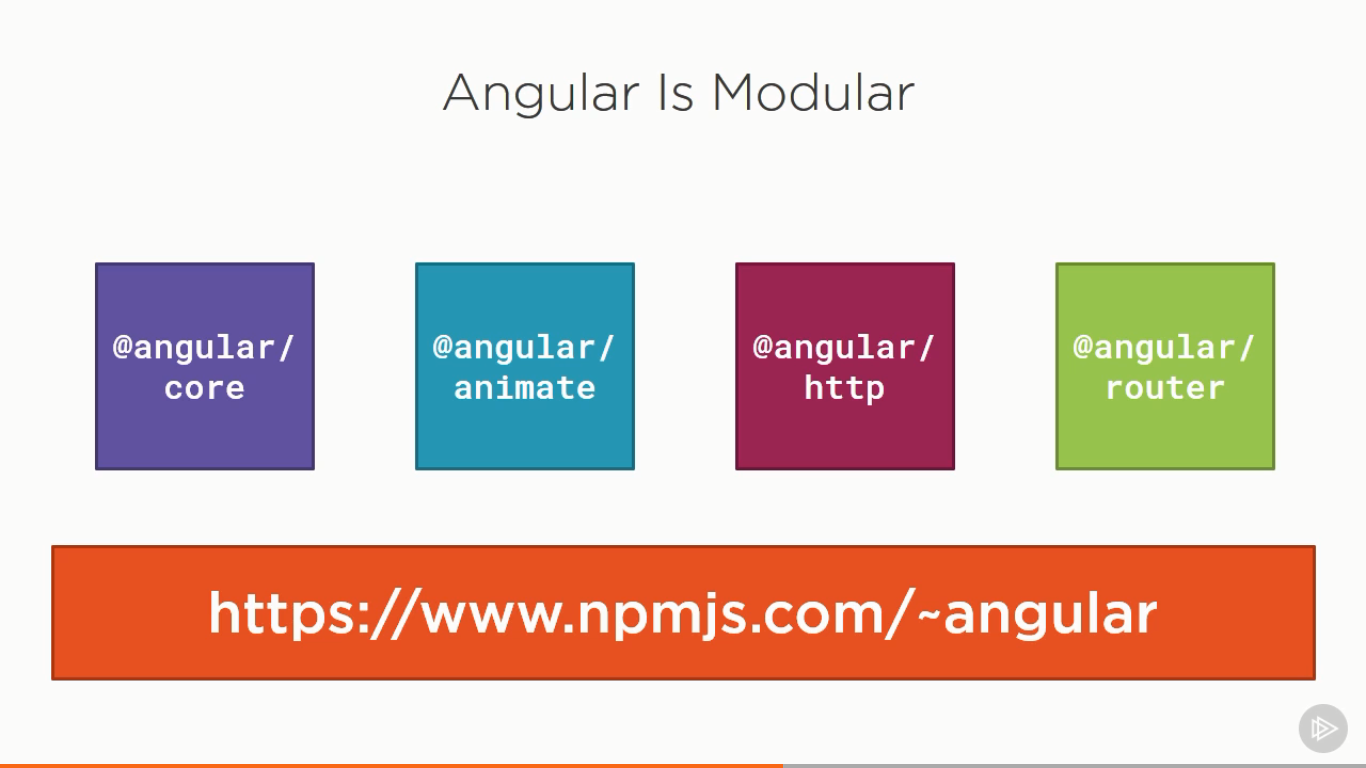 Angular Is Modular
@angular/
core
@angular/
animate
@angular/
http
@angular/
router
https://www.npmjs.com/~angular